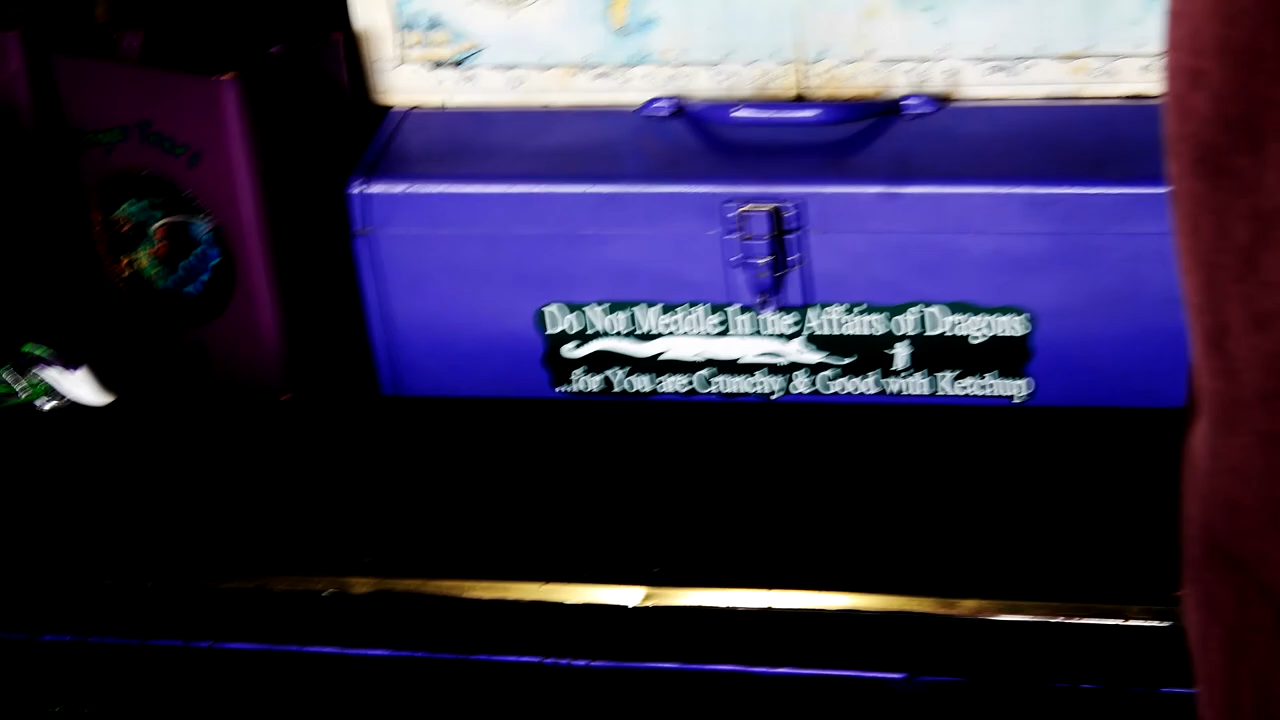 Do Not Meddle In the Affairs of Dragons
...for You are Crunchy & Good with Ketchup